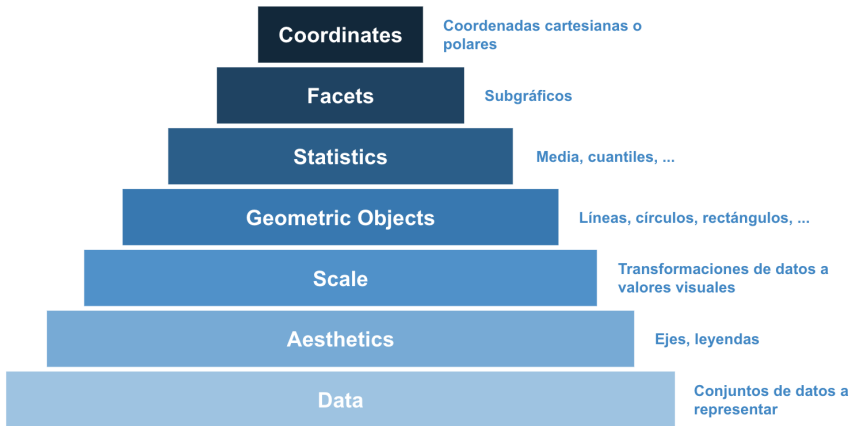 Coordinates
Coordenadas cartesianas o
polares
Facets
Subgráficos
Statistics
Media, cuantiles, ...
Geometric Objects
Líneas, círculos, rectángulos, ...
Scale
Transformaciones de datos a
valores visuales
Aesthetics
Ejes, leyendas
Data
Conjuntos de datos a
representar